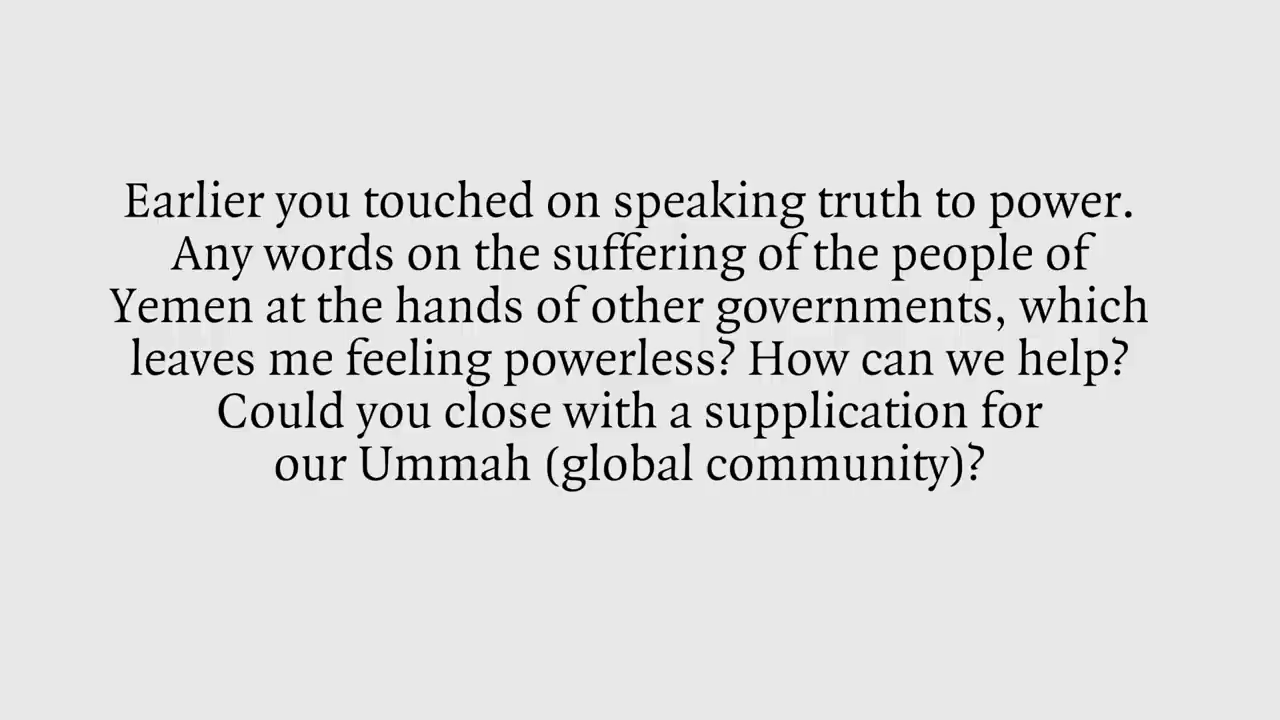 Earlier you touched on speaking truth to power.
Any words on the suffering of the people of
Yemen at the hands of other governments, which
leaves me feeling powerless? How can we help?
Could you close with a supplication for
our Ummah (global community)?